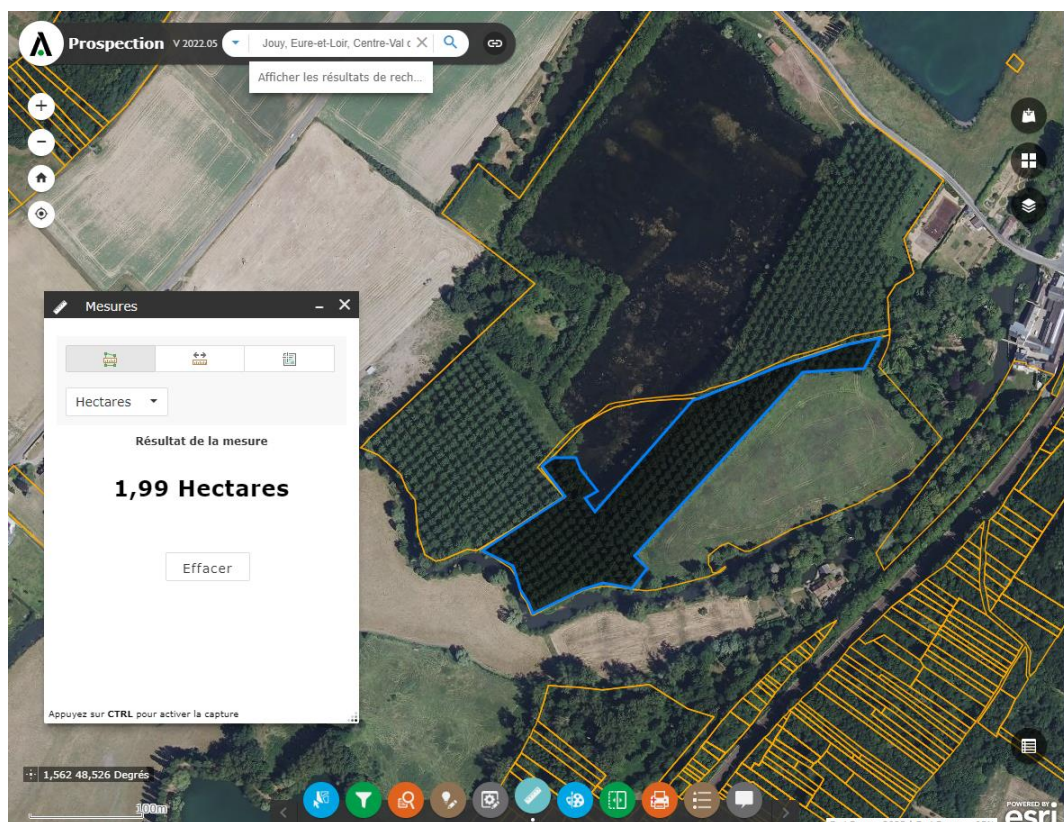 Prospection V 2022.05 Jouy, Eure-et-Loir, Centre-Val d
Afficher les résultats de rech...
Mesures
Hectares
Résultat de la mesure
1,99 Hectares
Effacer
Appuyez sur CTRL pour activer la capture
1,562 48,526 Degrés
100m
POWERED BY
esri